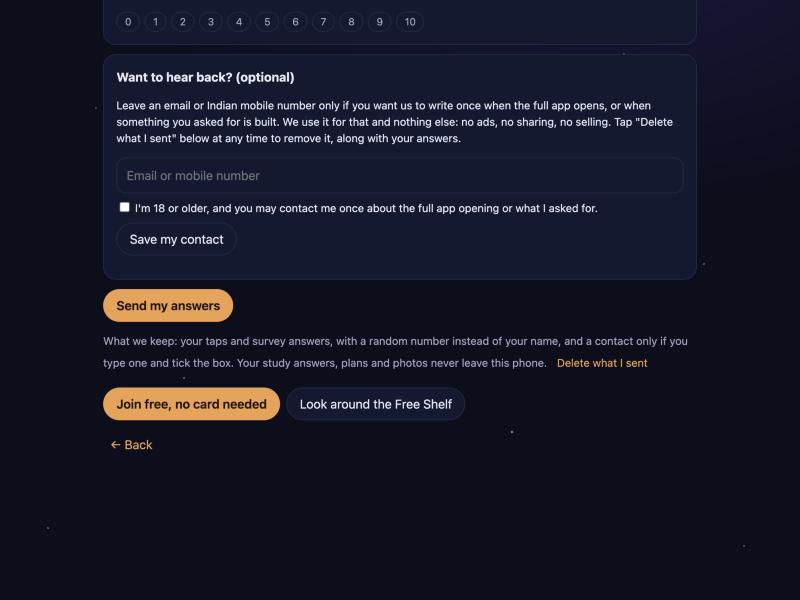 0 1 2 3 4 5 6 7 8 9 10
Want to hear back? (optional)
Leave an email or Indian mobile number only if you want us to write once when the full app opens, or when
something you asked for is built. We use it for that and nothing else: no ads, no sharing, no selling. Tap "Delete
what I sent" below at any time to remove it, along with your answers.
Email or mobile number
I'm 18 or older, and you may contact me once about the full app opening or what I asked for.
Save my contact
Send my answers
What we keep: your taps and survey answers, with a random number instead of your name, and a contact only if you
type one and tick the box. Your study answers, plans and photos never leave this phone. Delete what I sent
Join free, no card needed Look around the Free Shelf
← Back